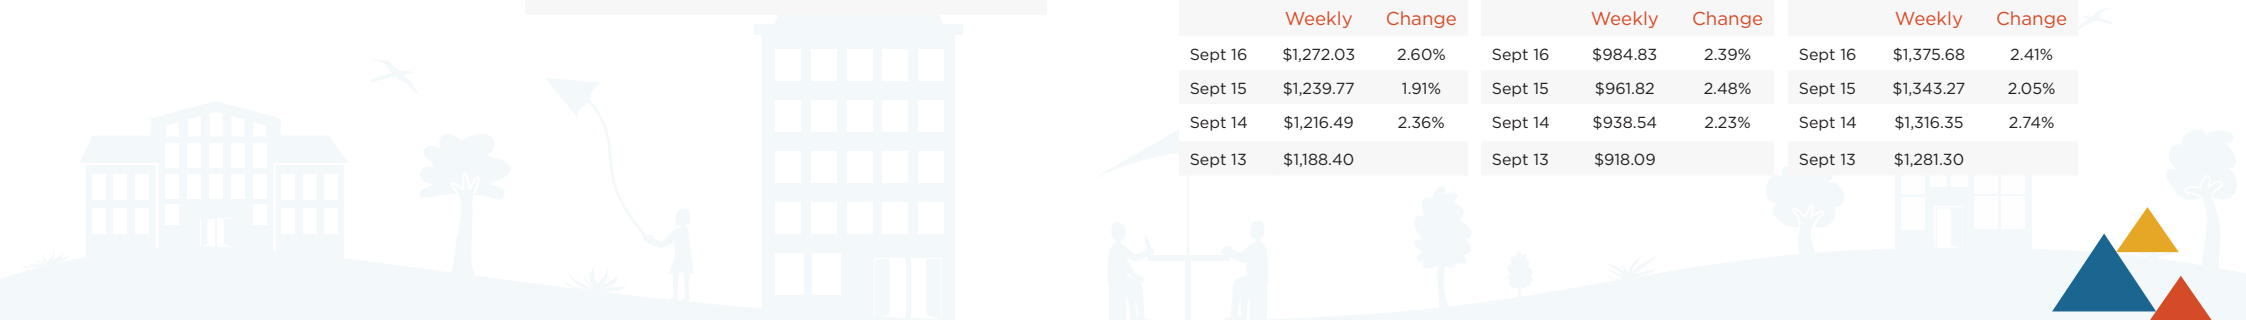 Weekly Change Weekly Change Weekly Change
Sept 16 $1,272.03 2.60% Sept 16 $984.83 2.39% Sept 16 $1,375.68 2.41%
Sept 15 $1,239.77 1.91% Sept 15 $961.82 2.48% Sept 15 $1,343.27 2.05%
Sept 14 $1,216.49 2.36% Sept 14 $938.54 2.23% Sept 14 $1,316.35 2.74%
Sept 13 $1,188.40 Sept 13 $918.09 Sept 13 $1,281.30